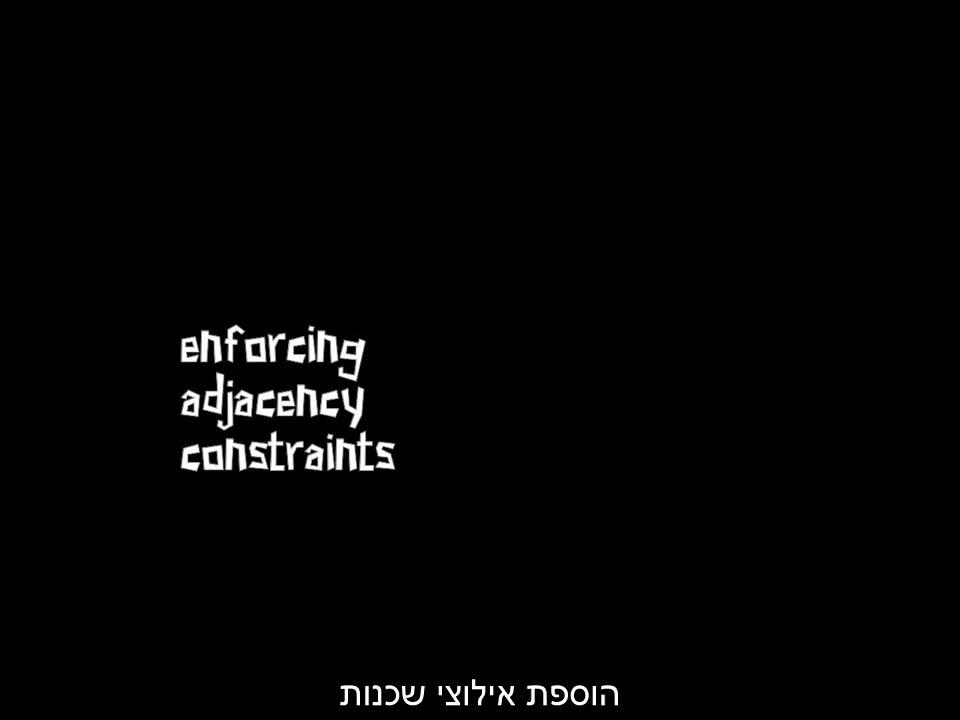 enforcing
adjacency
constraints
הוספת אילוצי שכנות